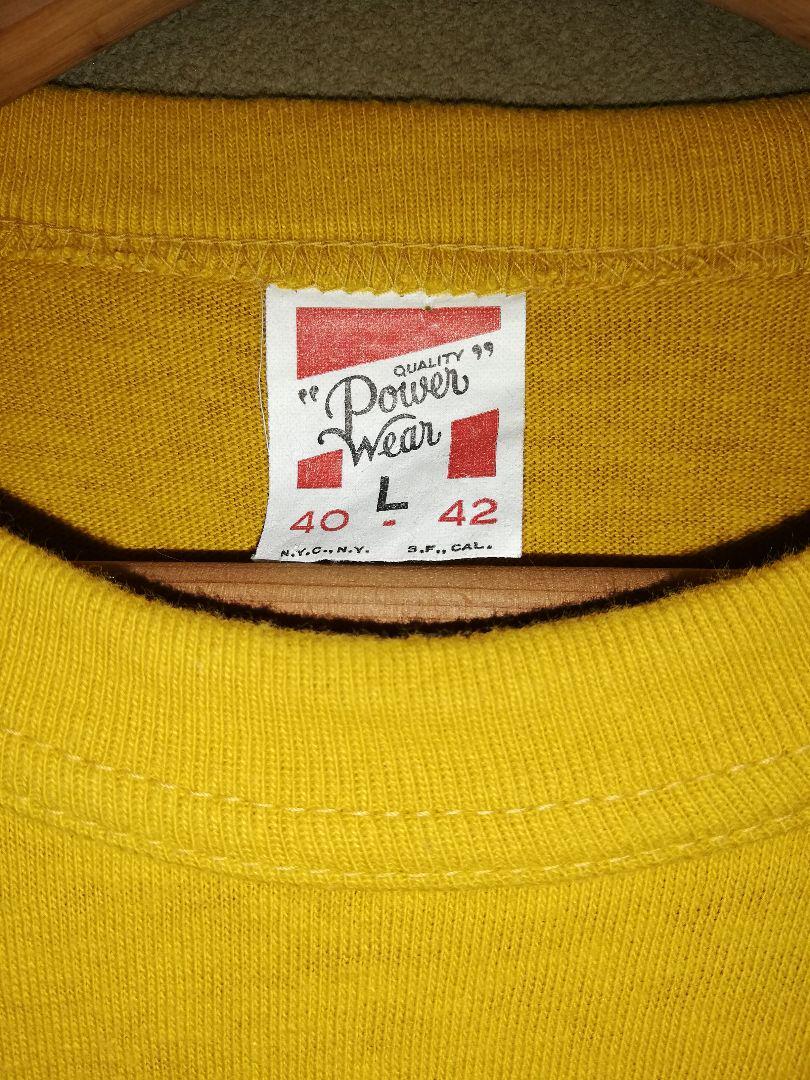 QUALITY
"Power"
Wear
L
40 - 42
N.Y.C., N.Y. S.F., CAL.